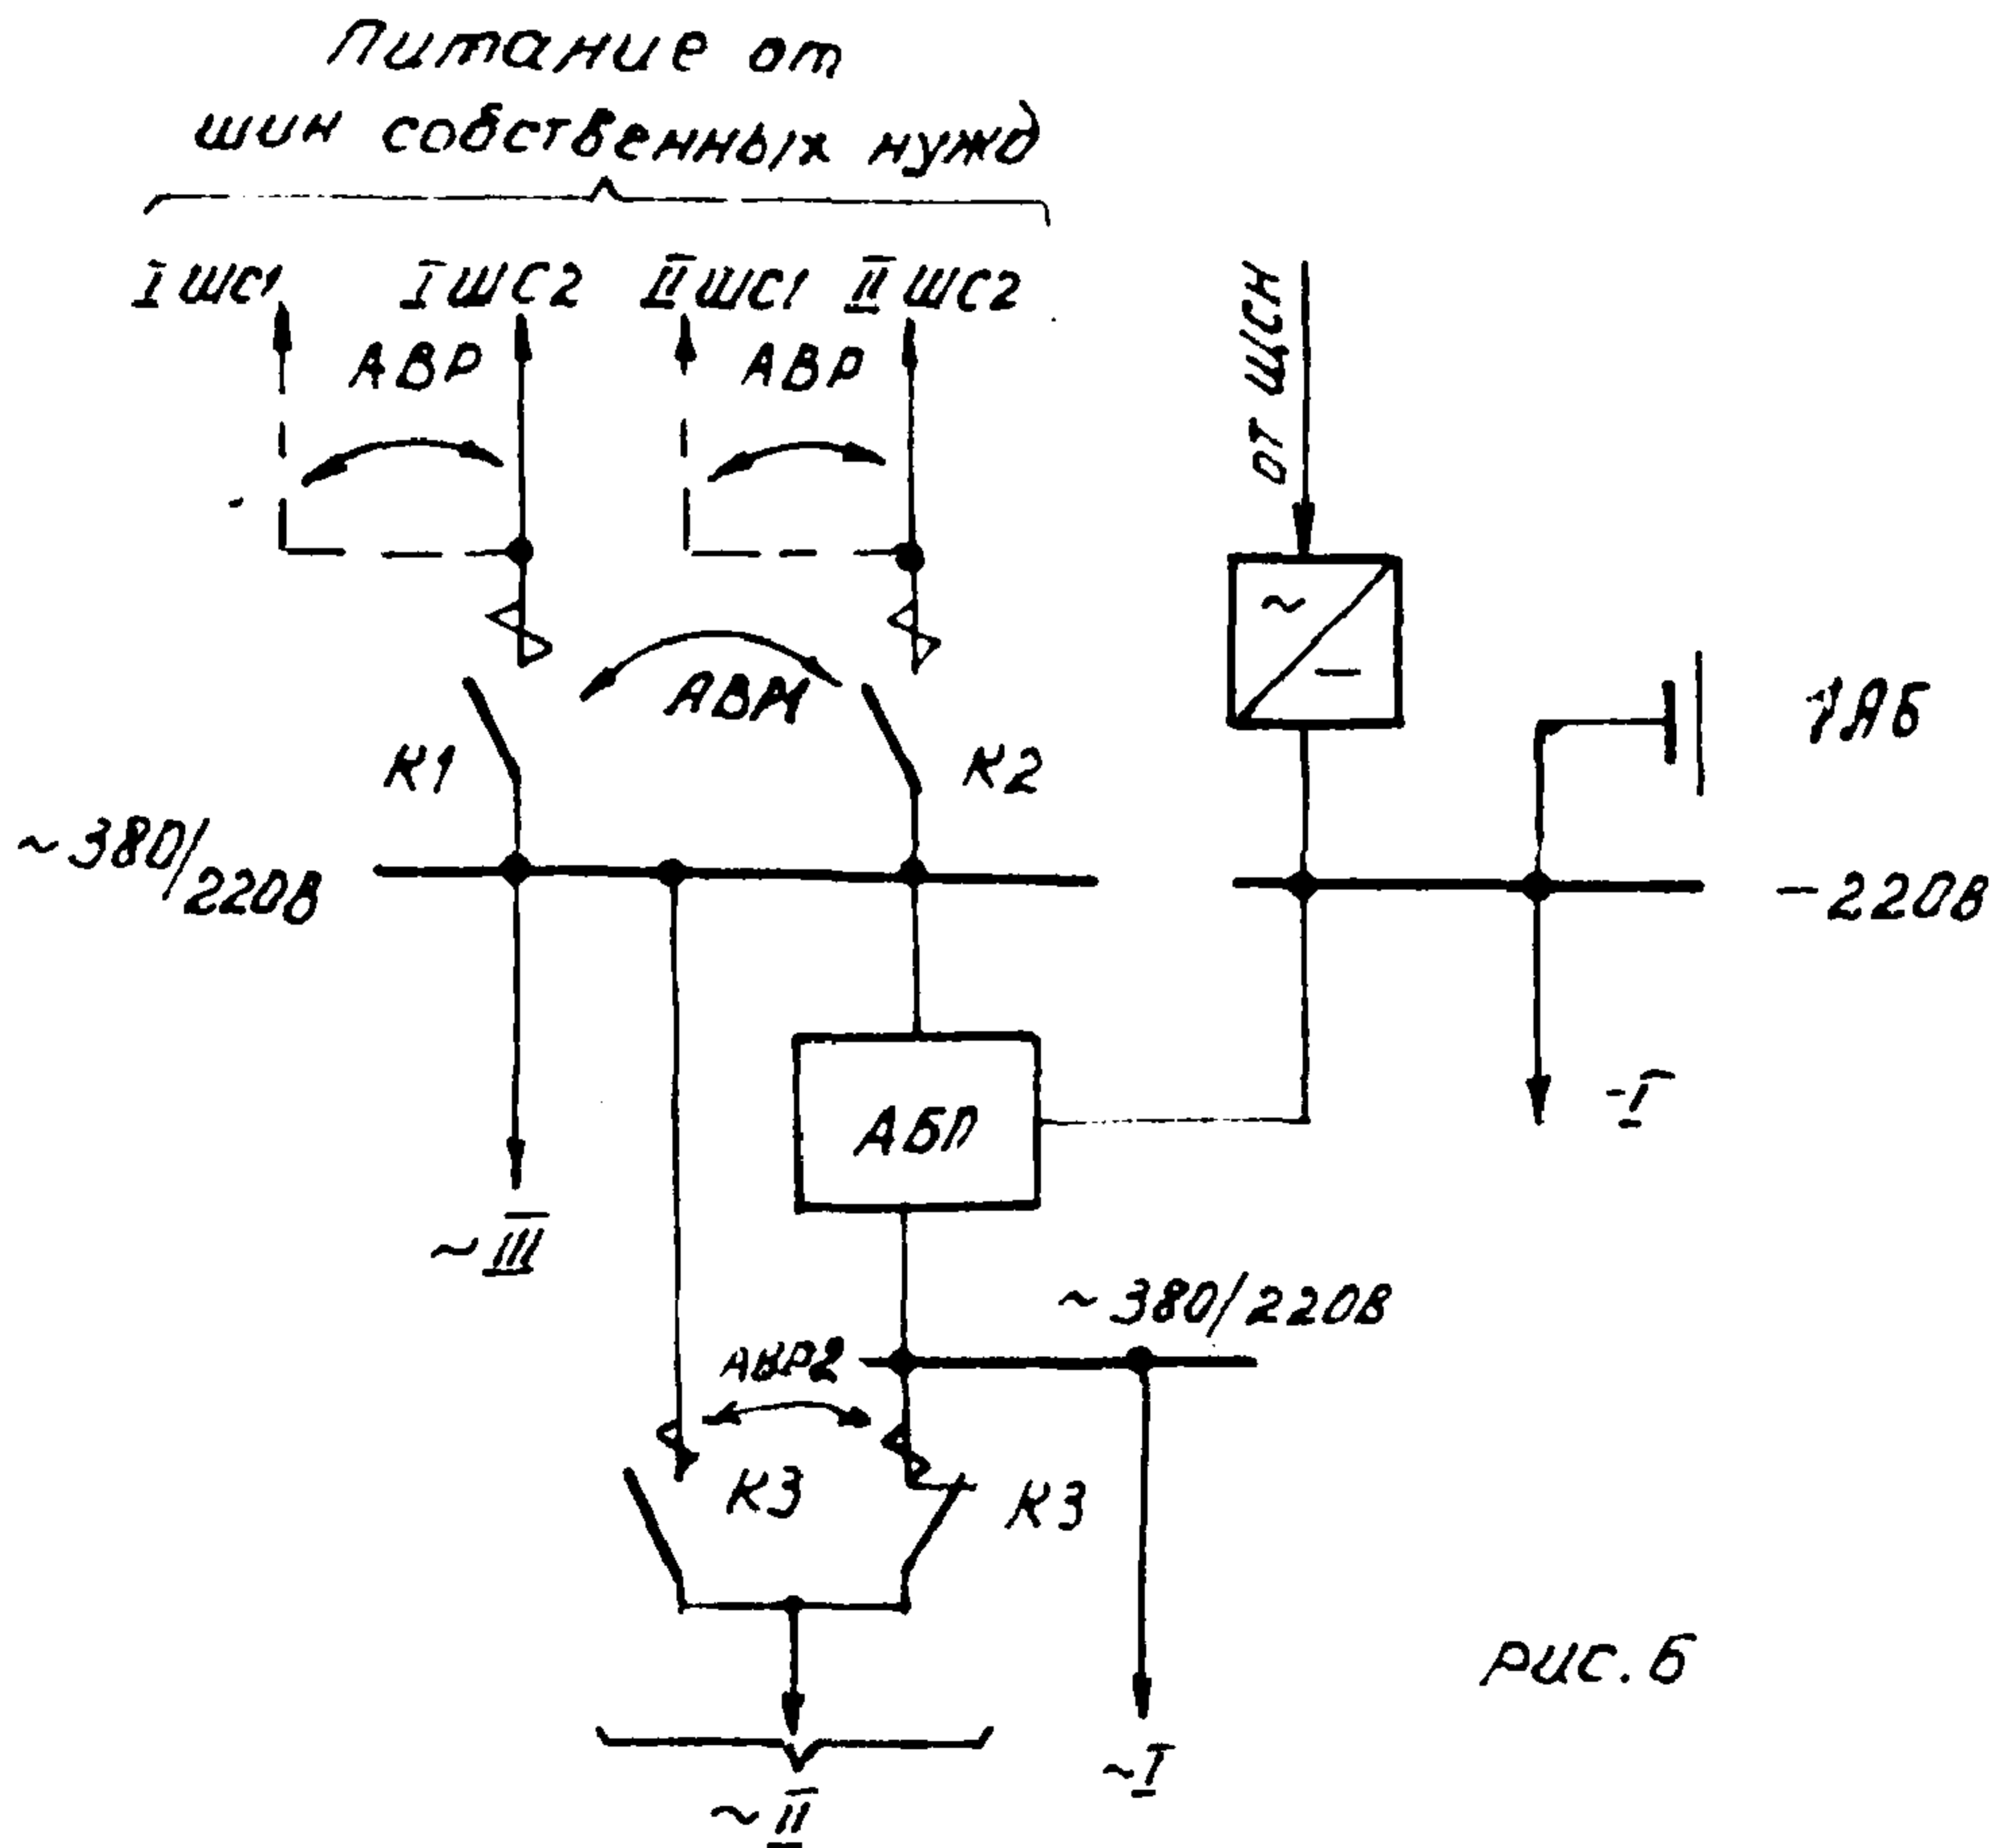 Питание от
шин собственных нужд
I ШС1
I ШС2
II ШС1
II ШС2
АВР
АВР
от ЩСН
~
–
АВМ
К1
К2
1АБ
~380/220В
–220В
АБП
–I
~III
~380/220В
АВР2
К3
К3
рис. 6
~I
~II